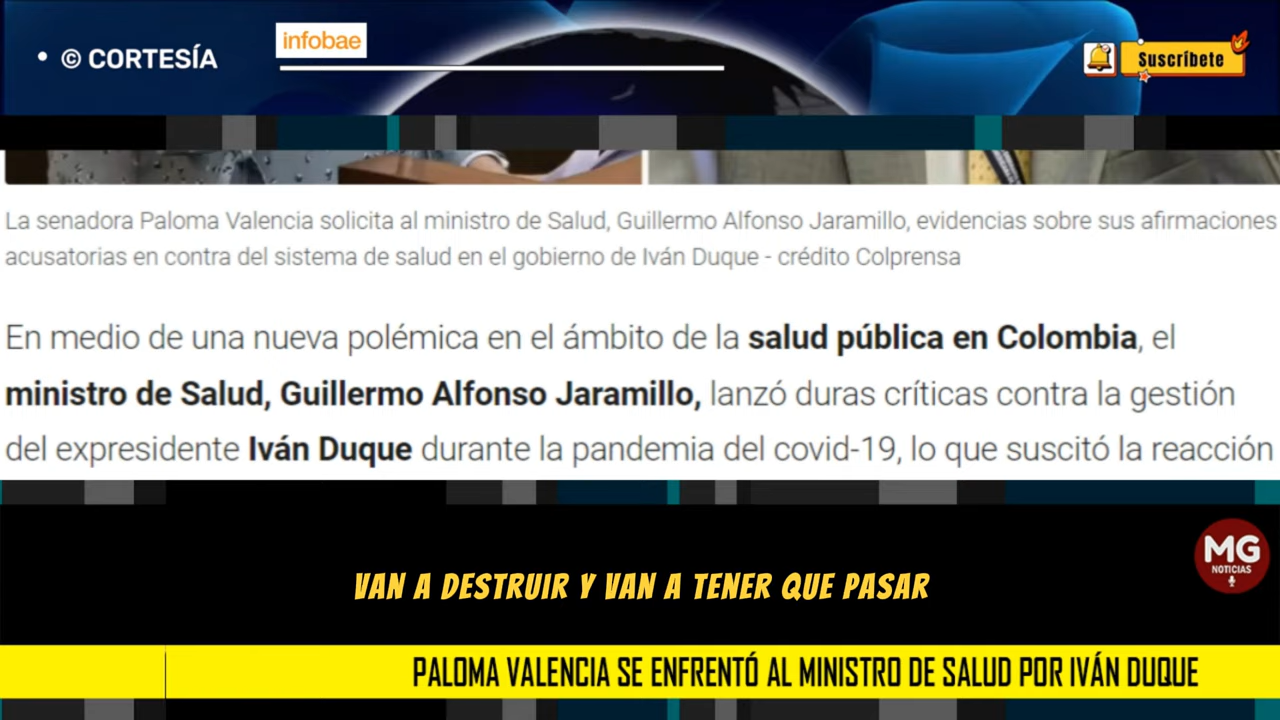 • © CORTESÍA
infobae
Suscríbete
La senadora Paloma Valencia solicita al ministro de Salud, Guillermo Alfonso Jaramillo, evidencias sobre sus afirmaciones
acusatorias en contra del sistema de salud en el gobierno de Iván Duque - crédito Colprensa
En medio de una nueva polémica en el ámbito de la salud pública en Colombia, el
ministro de Salud, Guillermo Alfonso Jaramillo, lanzó duras críticas contra la gestión
del expresidente Iván Duque durante la pandemia del covid-19, lo que suscitó la reacción
MG
NOTICIAS
VAN A DESTRUIR Y VAN A TENER QUE PASAR
PALOMA VALENCIA SE ENFRENTÓ AL MINISTRO DE SALUD POR IVÁN DUQUE